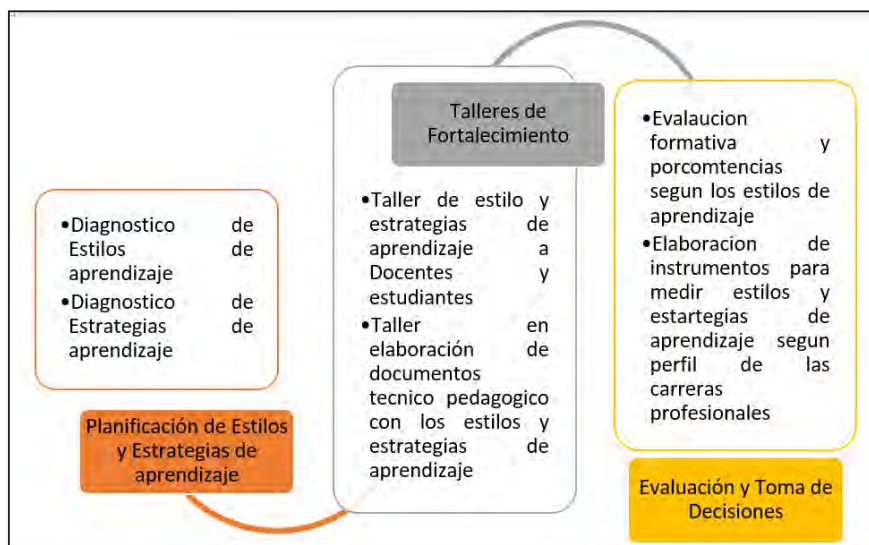 •Diagnostico de
Estilos de
aprendizaje
•Diagnostico de
Estrategias de
aprendizaje
Planificación de Estilos
y Estrategias de
aprendizaje
Talleres de
Fortalecimiento
•Taller de estilo y
estrategias de
aprendizaje a
Docentes y
estudiantes
•Taller en
elaboración de
documentos
tecnico pedagogico
con los estilos y
estrategias de
aprendizaje
•Evalaucion
formativa y
porcomtencias
segun los estilos de
aprendizaje
•Elaboracion de
instrumentos para
medir estilos y
estartegias de
aprendizaje segun
perfil de las
carreras
profesionales
Evaluación y Toma de
Decisiones